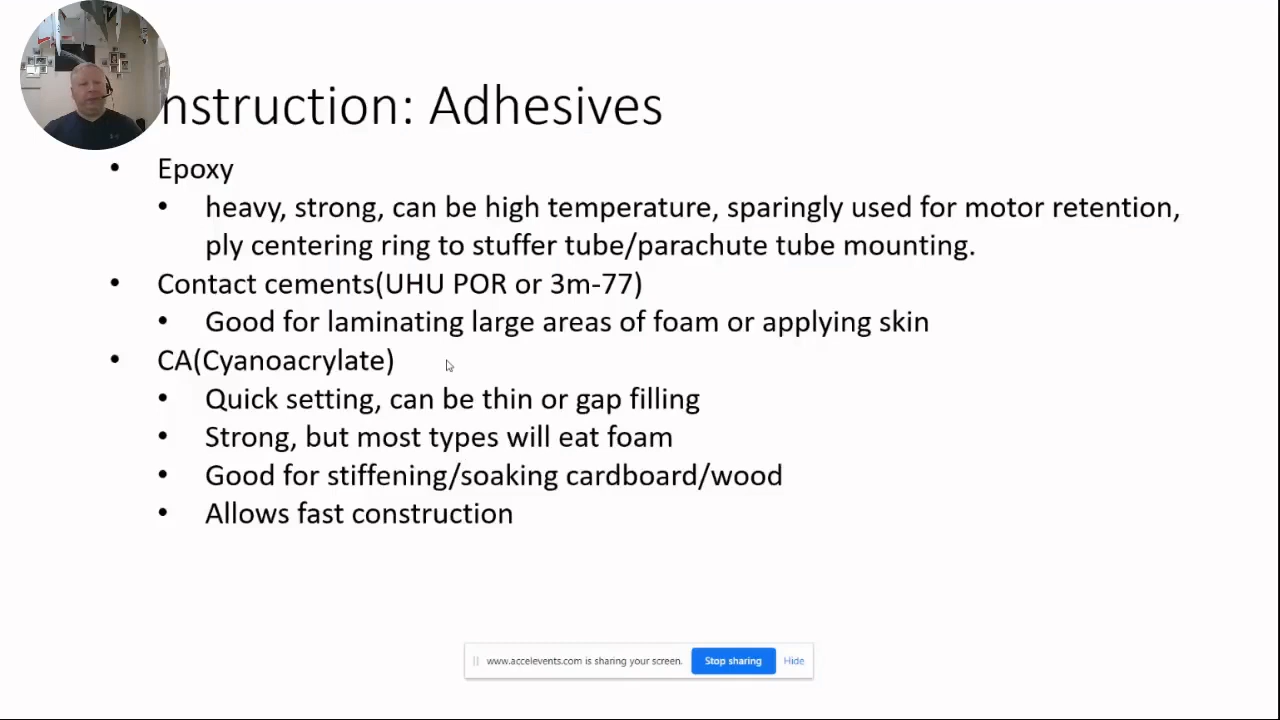 nstruction: Adhesives
• Epoxy
• heavy, strong, can be high temperature, sparingly used for motor retention,
ply centering ring to stuffer tube/parachute tube mounting.
• Contact cements(UHU POR or 3m-77)
• Good for laminating large areas of foam or applying skin
• CA(Cyanoacrylate)
• Quick setting, can be thin or gap filling
• Strong, but most types will eat foam
• Good for stiffening/soaking cardboard/wood
• Allows fast construction
www.accelevents.com is sharing your screen. Stop sharing Hide